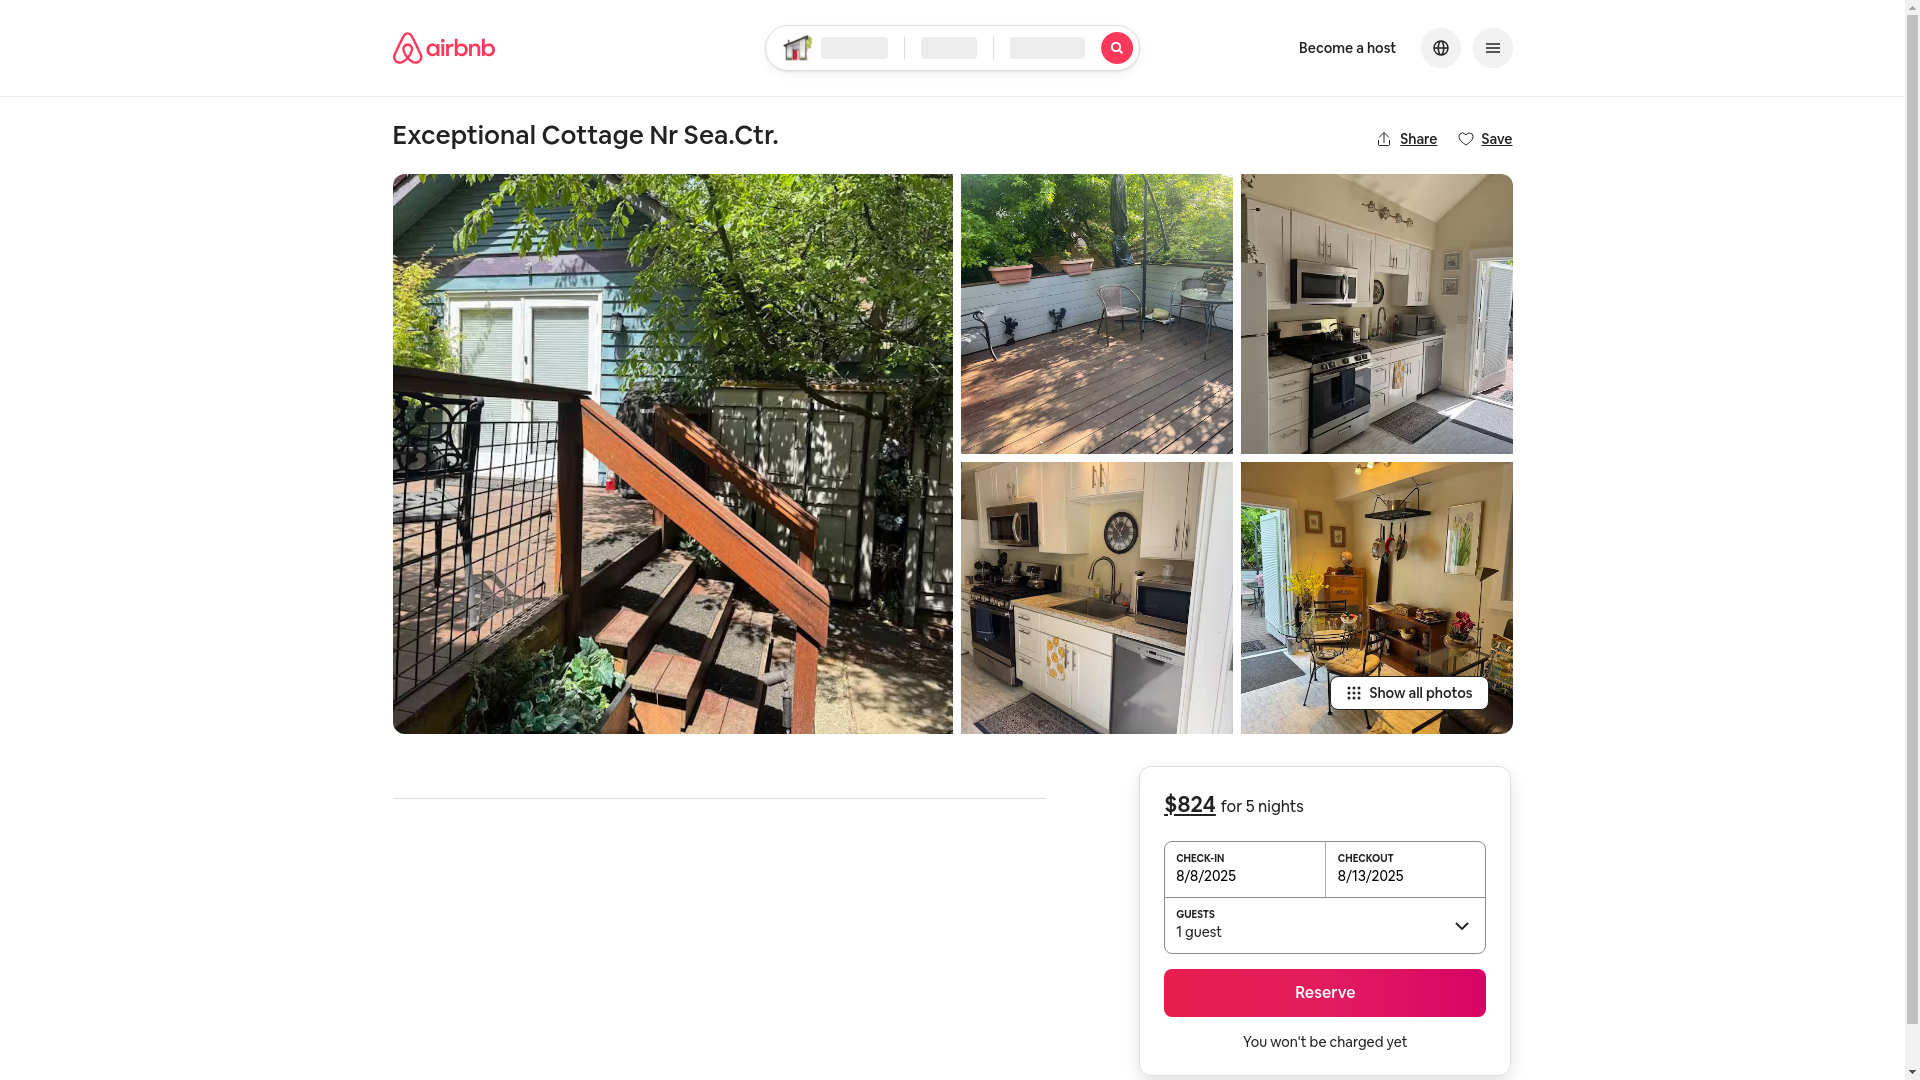 airbnb
Become a host
Exceptional Cottage Nr Sea.Ctr.
Share
Save
Show all photos
$824 for 5 nights
CHECK-IN
8/8/2025
CHECKOUT
8/13/2025
GUESTS
1 guest
Reserve
You won't be charged yet